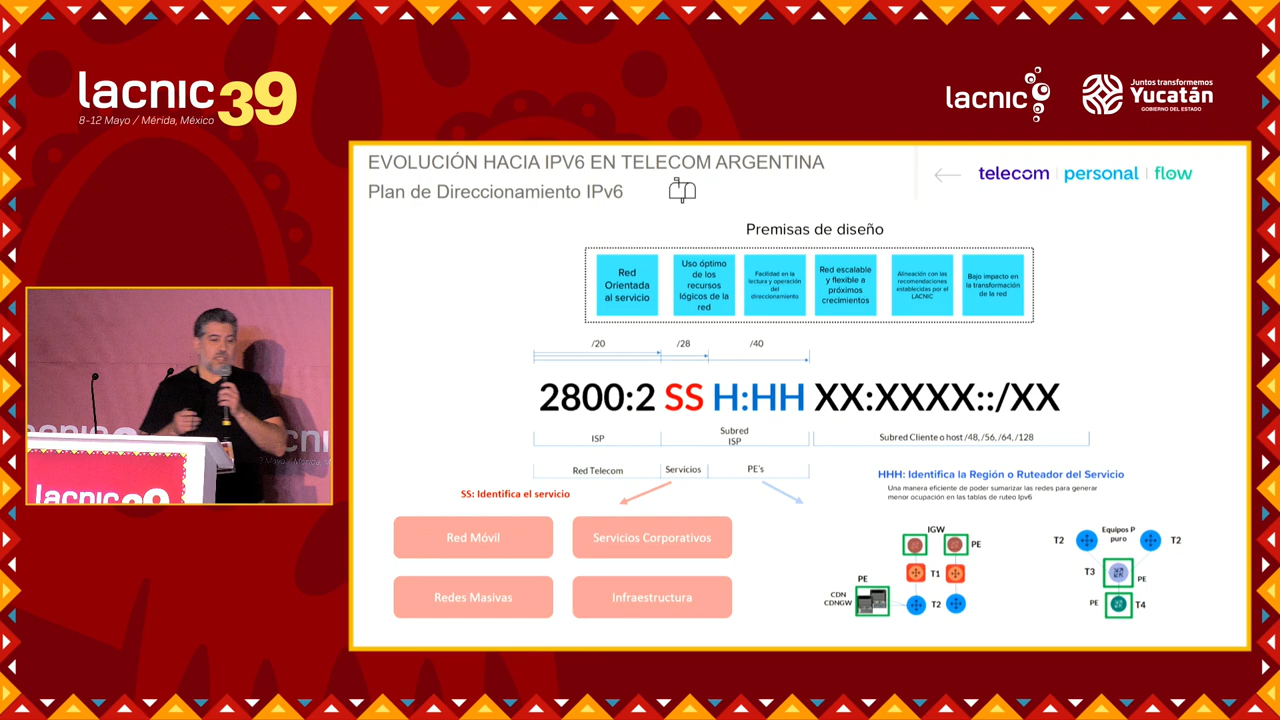 lacnic 39
8-12 Mayo / Mérida, México
lacnic
Juntos transformemos
Yucatán
GOBIERNO DEL ESTADO
EVOLUCIÓN HACIA IPV6 EN TELECOM ARGENTINA
Plan de Direccionamiento IPv6
telecom personal flow
Premisas de diseño
Red
Orientada
al servicio
Uso óptimo
de los
recursos
lógicos de la
red
Facilidad en la
lectura y operación
del
direccionamiento
Red escalable
y flexible a
próximos
crecimientos
Alineación con las
recomendaciones
establecidas por el
LACNIC
Bajo impacto en
la transformación
de la red
/20 /28 /40
2800:2 SS H:HH XX:XXXX::/XX
ISP
Subred
ISP
Subred Cliente o host /48, /56, /64, /128
Red Telecom
Servicios
PE's
SS: Identifica el servicio
Red Móvil
Servicios Corporativos
Redes Masivas
Infraestructura
HHH: Identifica la Región o Ruteador del Servicio
Una manera eficiente de poder sumarizar las redes para generar
menor ocupación en las tablas de ruteo Ipv6
IGW
PE
T1
PE
CDN
CDNGW
T2
Equipos P
puro
T2
T2
T3
PE
PE
T4
lacnic39